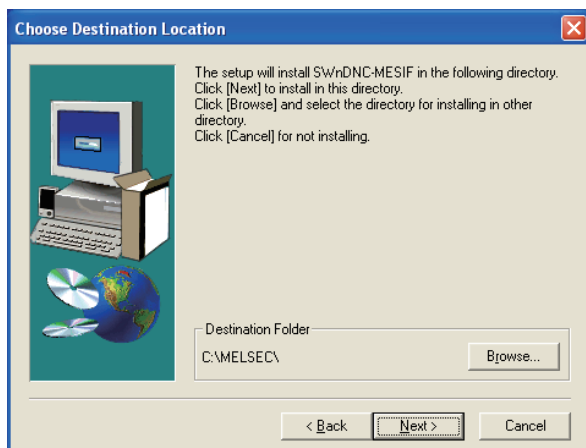 Choose Destination Location
The setup will install SWnDNC-MESIF in the following directory.
Click [Next] to install in this directory.
Click [Browse] and select the directory for installing in other
directory.
Click [Cancel] for not installing.
Destination Folder
C:\MELSEC\
Browse...
< Back
Next >
Cancel